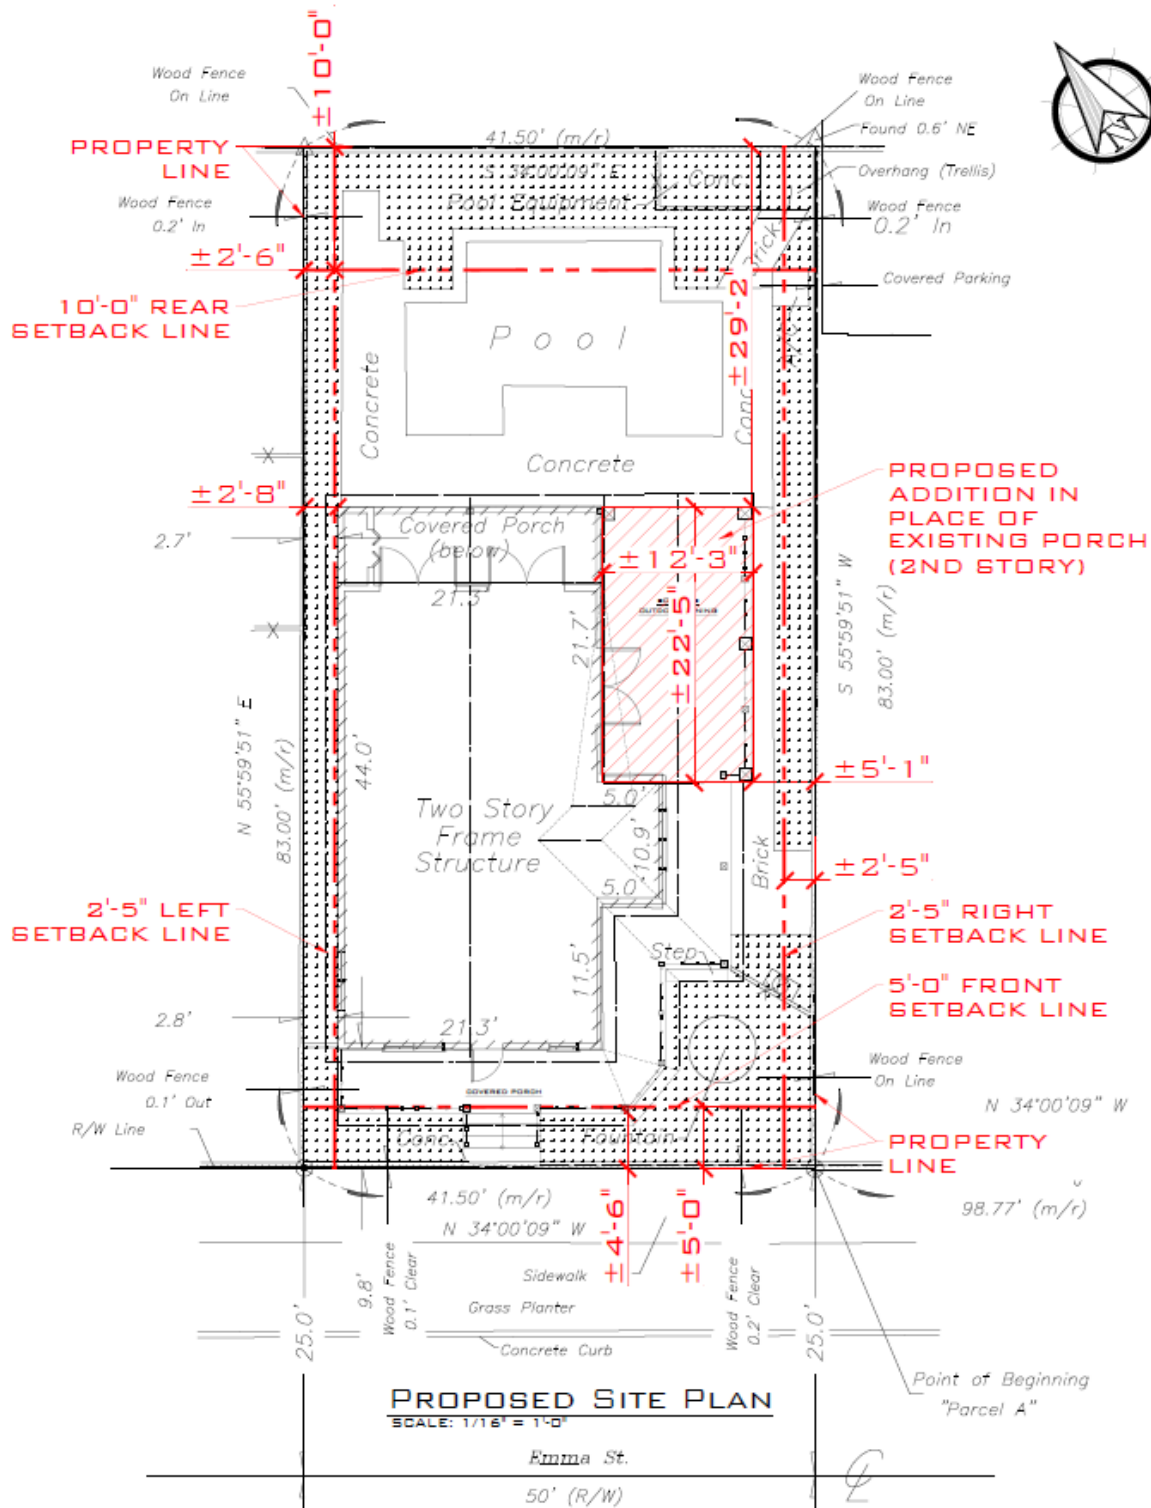 ±10'-0"
Wood Fence
On Line
Wood Fence
On Line
Found 0.6' NE
N
PROPERTY
LINE
41.50' (m/r)
S 34°00'09" E
Conc.
Overhang (Trellis)
Pool Equipment
Wood Fence
0.2' In
Wood Fence
0.2' In
Brick
±2'-6"
Covered Parking
10'-0" REAR
SETBACK LINE
±29'-2"
Pool
Concrete
Conc
Concrete
±2'-8"
PROPOSED
ADDITION IN
PLACE OF
EXISTING PORCH
(2ND STORY)
Covered Porch
(below)
2.7'
±12'-3"
21.3'
21.7'
±22'-5"
S 55°59'51" W
83.00' (m/r)
N 55°59'51" E
83.00' (m/r)
44.0'
±5'-1"
5.0'
Two Story
Frame
Structure
10.9'
Brick
±2'-5"
5.0'
2'-5" LEFT
SETBACK LINE
2'-5" RIGHT
SETBACK LINE
Step
11.5'
5'-0" FRONT
SETBACK LINE
2.8'
21.3'
Wood Fence
0.1' Out
Wood Fence
On Line
COVERED PORCH
N 34°00'09" W
R/W Line
Conc.
Fountain
PROPERTY
LINE
41.50' (m/r)
N 34°00'09" W
98.77' (m/r)
±4'-6"
±5'-0"
Sidewalk
9.8'
Wood Fence
0.1' Clear
Wood Fence
0.2' Clear
Grass Planter
25.0'
25.0'
Concrete Curb
Point of Beginning
"Parcel A"
PROPOSED SITE PLAN
SCALE: 1/16" = 1'-0"
Emma St.
50' (R/W)